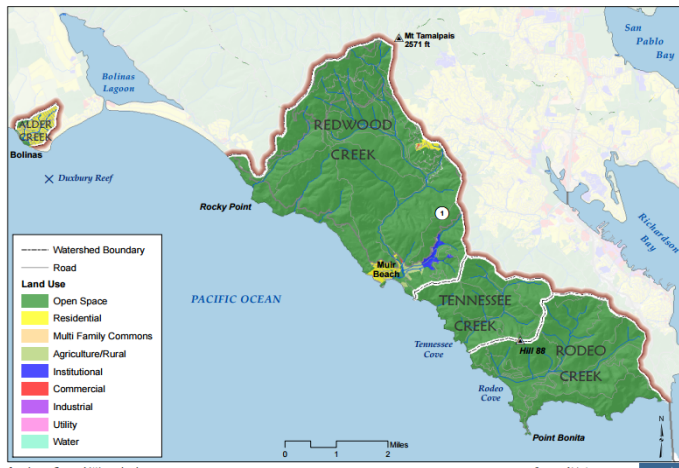 Mt Tamalpais
2571 ft
San
Pablo
Bay
Bolinas
Lagoon
ALDER
CREEK
Bolinas
Duxbury Reef
REDWOOD
CREEK
Rocky Point
1
Richardson
Bay
Muir
Beach
PACIFIC OCEAN
TENNESSEE
CREEK
Tennessee
Cove
Hill 88
RODEO
CREEK
Rodeo
Cove
Point Bonita
Watershed Boundary
Road
Land Use
Open Space
Residential
Multi Family Commons
Agriculture/Rural
Institutional
Commercial
Industrial
Utility
Water
0 1 2
Miles
N